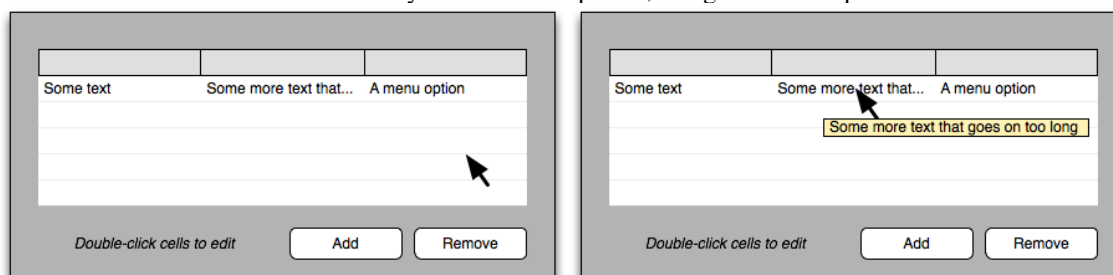 Some text Some more text that... A menu option
Double-click cells to edit Add Remove
Some text Some more text that... A menu option
Some more text that goes on too long
Double-click cells to edit Add Remove